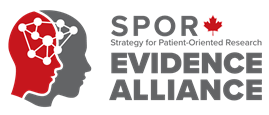 SPOR
Strategy for Patient-Oriented Research
EVIDENCE
ALLIANCE